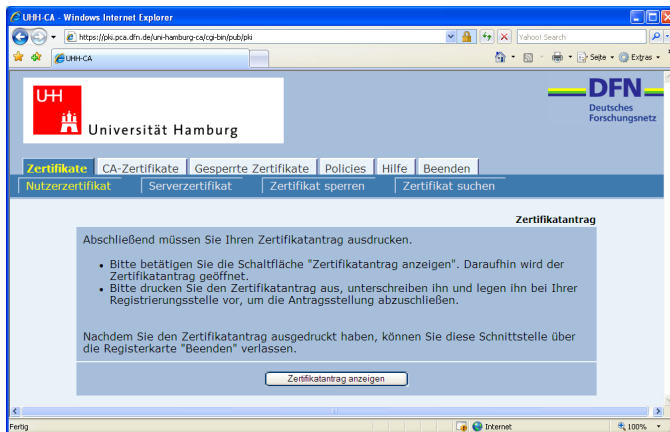 UHH-CA - Windows Internet Explorer
https://pki.pca.dfn.de/uni-hamburg-ca/cgi-bin/pub/pki
Yahoo! Search
UHH-CA
Seite
Extras
UHH
Universität Hamburg
DFN
Deutsches
Forschungsnetz
Zertifikate CA-Zertifikate Gesperrte Zertifikate Policies Hilfe Beenden
Nutzerzertifikat Serverzertifikat Zertifikat sperren Zertifikat suchen
Zertifikatantrag
Abschließend müssen Sie Ihren Zertifikatantrag ausdrucken.
• Bitte betätigen Sie die Schaltfläche "Zertifikatantrag anzeigen". Daraufhin wird der
Zertifikatantrag geöffnet.
• Bitte drucken Sie den Zertifikatantrag aus, unterschreiben ihn und legen ihn bei Ihrer
Registrierungsstelle vor, um die Antragsstellung abzuschließen.
Nachdem Sie den Zertifikatantrag ausgedruckt haben, können Sie diese Schnittstelle über
die Registerkarte "Beenden" verlassen.
Zertifikatantrag anzeigen
Fertig
Internet
100%